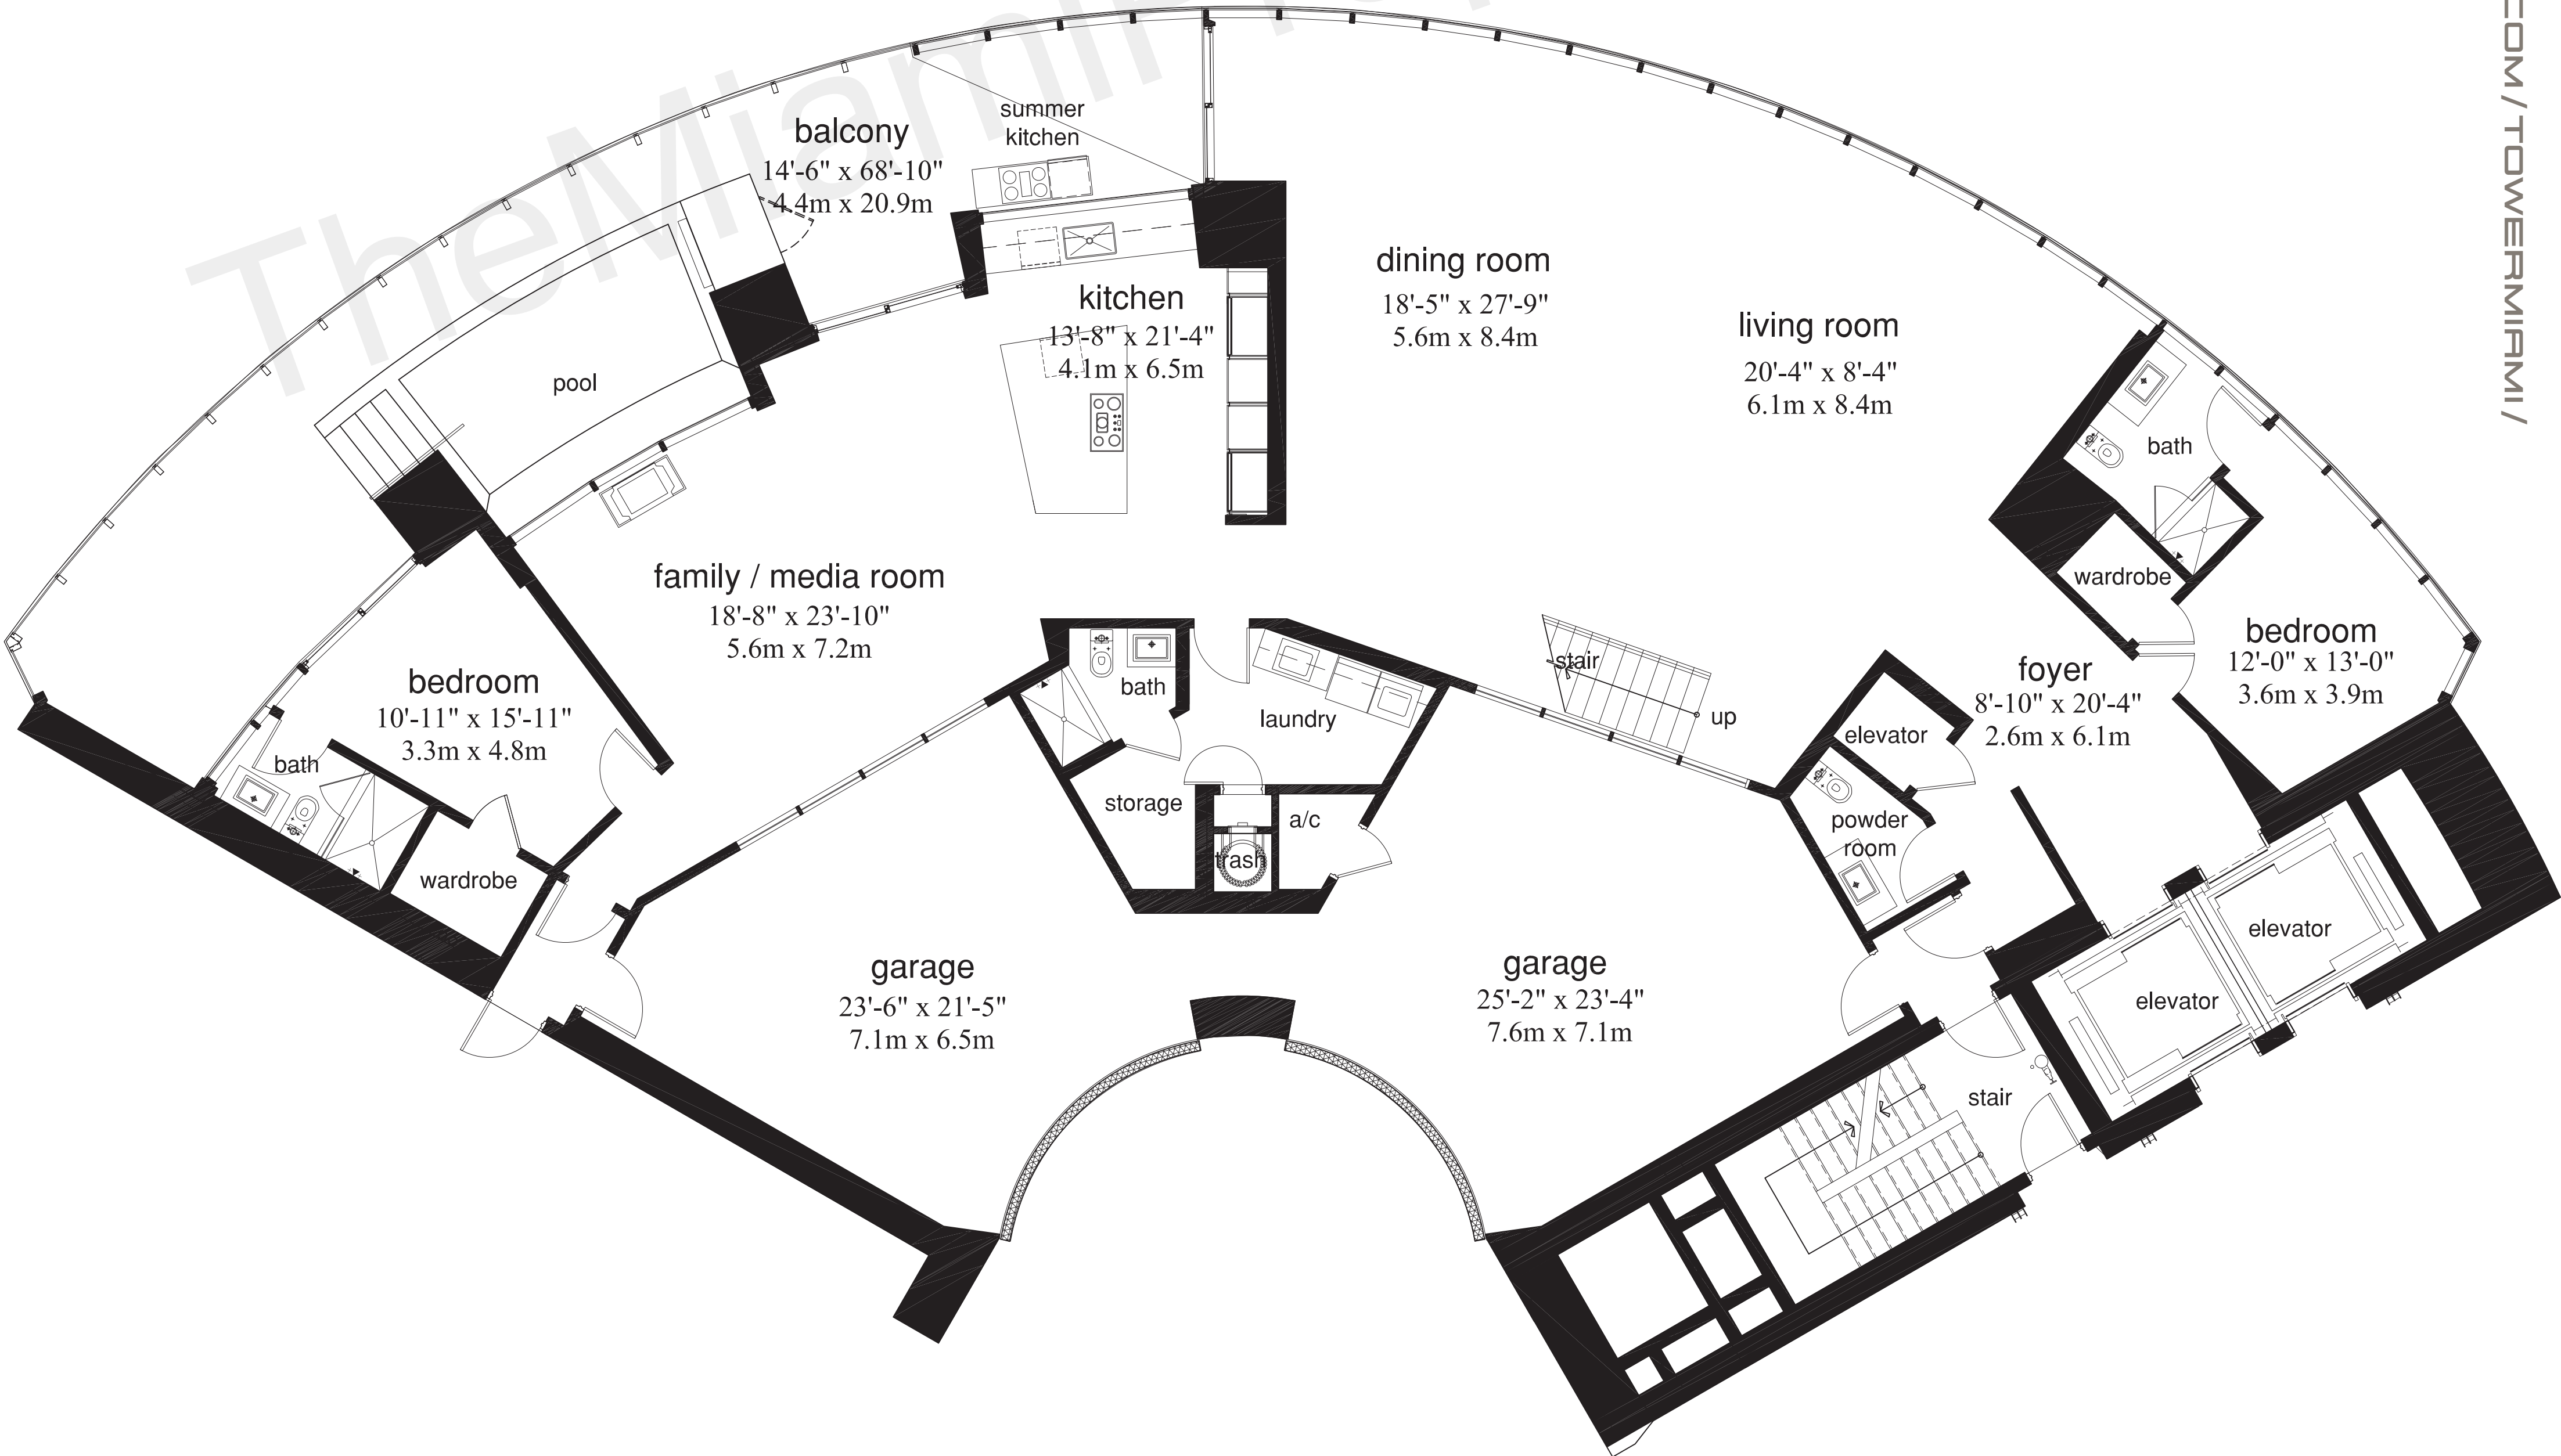 TheMiamiP
COM / TOWERMIAMI /
summer
kitchen
balcony
14'-6" x 68'-10"
4.4m x 20.9m
dining room
18'-5" x 27'-9"
5.6m x 8.4m
kitchen
13'-8" x 21'-4"
4.1m x 6.5m
living room
20'-4" x 8'-4"
6.1m x 8.4m
pool
bath
family / media room
18'-8" x 23'-10"
5.6m x 7.2m
wardrobe
bedroom
12'-0" x 13'-0"
3.6m x 3.9m
stair
up
foyer
8'-10" x 20'-4"
2.6m x 6.1m
bedroom
10'-11" x 15'-11"
3.3m x 4.8m
bath
laundry
elevator
bath
storage
a/c
trash
powder
room
wardrobe
garage
23'-6" x 21'-5"
7.1m x 6.5m
garage
25'-2" x 23'-4"
7.6m x 7.1m
elevator
elevator
stair